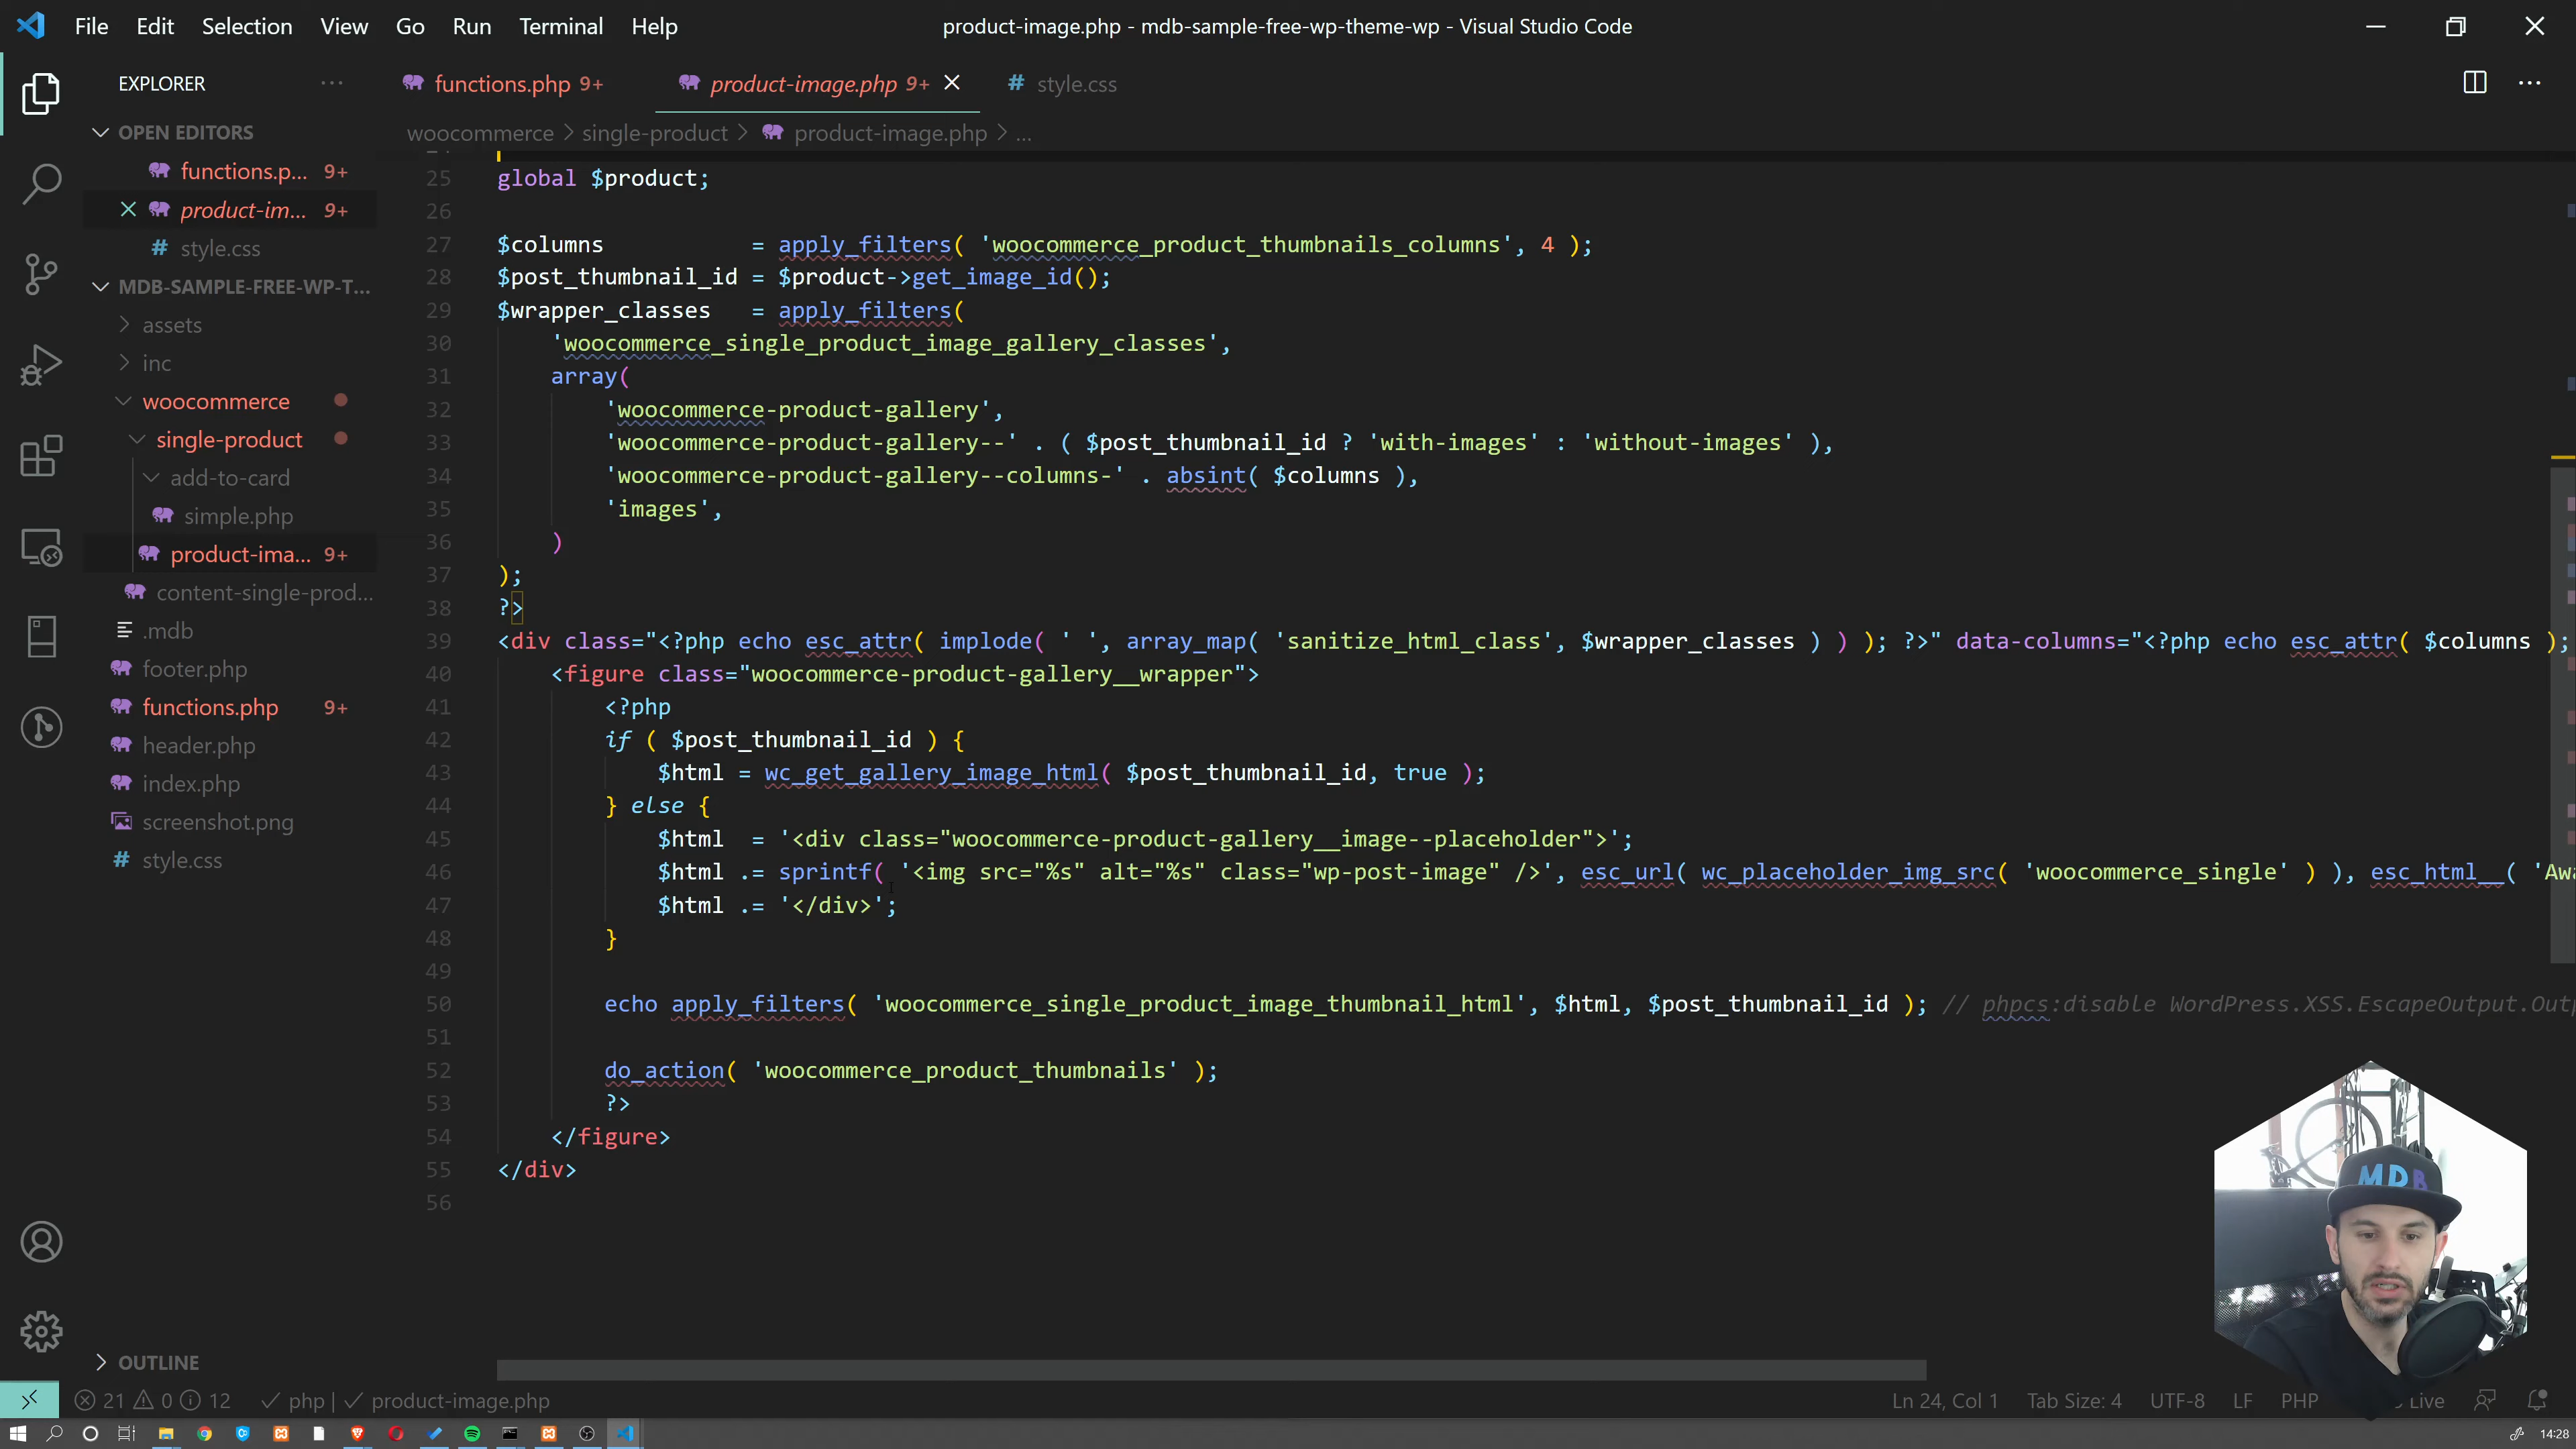 File Edit Selection View Go Run Terminal Help
product-image.php - mdb-sample-free-wp-theme-wp - Visual Studio Code
EXPLORER
functions.php 9+
product-image.php 9+
style.css
OPEN EDITORS
functions.p... 9+
product-im... 9+
style.css
MDB-SAMPLE-FREE-WP-T...
assets
inc
woocommerce
single-product
add-to-card
simple.php
product-ima... 9+
content-single-prod...
.mdb
footer.php
functions.php 9+
header.php
index.php
screenshot.png
style.css
OUTLINE
woocommerce > single-product > product-image.php > ...
25 global $product;
26
27 $columns = apply_filters( 'woocommerce_product_thumbnails_columns', 4 );
28 $post_thumbnail_id = $product->get_image_id();
29 $wrapper_classes = apply_filters(
30 'woocommerce_single_product_image_gallery_classes',
31 array(
32 'woocommerce-product-gallery',
33 'woocommerce-product-gallery--' . ( $post_thumbnail_id ? 'with-images' : 'without-images' ),
34 'woocommerce-product-gallery--columns-' . absint( $columns ),
35 'images',
36 )
37 );
38 ?>
39 <div class="<?php echo esc_attr( implode( ' ', array_map( 'sanitize_html_class', $wrapper_classes ) ) ); ?>" data-columns="<?php echo esc_attr( $columns );
40 <figure class="woocommerce-product-gallery__wrapper">
41 <?php
42 if ( $post_thumbnail_id ) {
43 $html = wc_get_gallery_image_html( $post_thumbnail_id, true );
44 } else {
45 $html = '<div class="woocommerce-product-gallery__image--placeholder">';
46 $html .= sprintf( '<img src="%s" alt="%s" class="wp-post-image" />', esc_url( wc_placeholder_img_src( 'woocommerce_single' ) ), esc_html__( 'Awa
47 $html .= '</div>';
48 }
49
50 echo apply_filters( 'woocommerce_single_product_image_thumbnail_html', $html, $post_thumbnail_id ); // phpcs:disable WordPress.XSS.EscapeOutput.Outp
51
52 do_action( 'woocommerce_product_thumbnails' );
53 ?>
54 </figure>
55 </div>
56
MDB
21 0 12 php | product-image.php
Ln 24, Col 1 Tab Size: 4 UTF-8 LF PHP Live
14:28